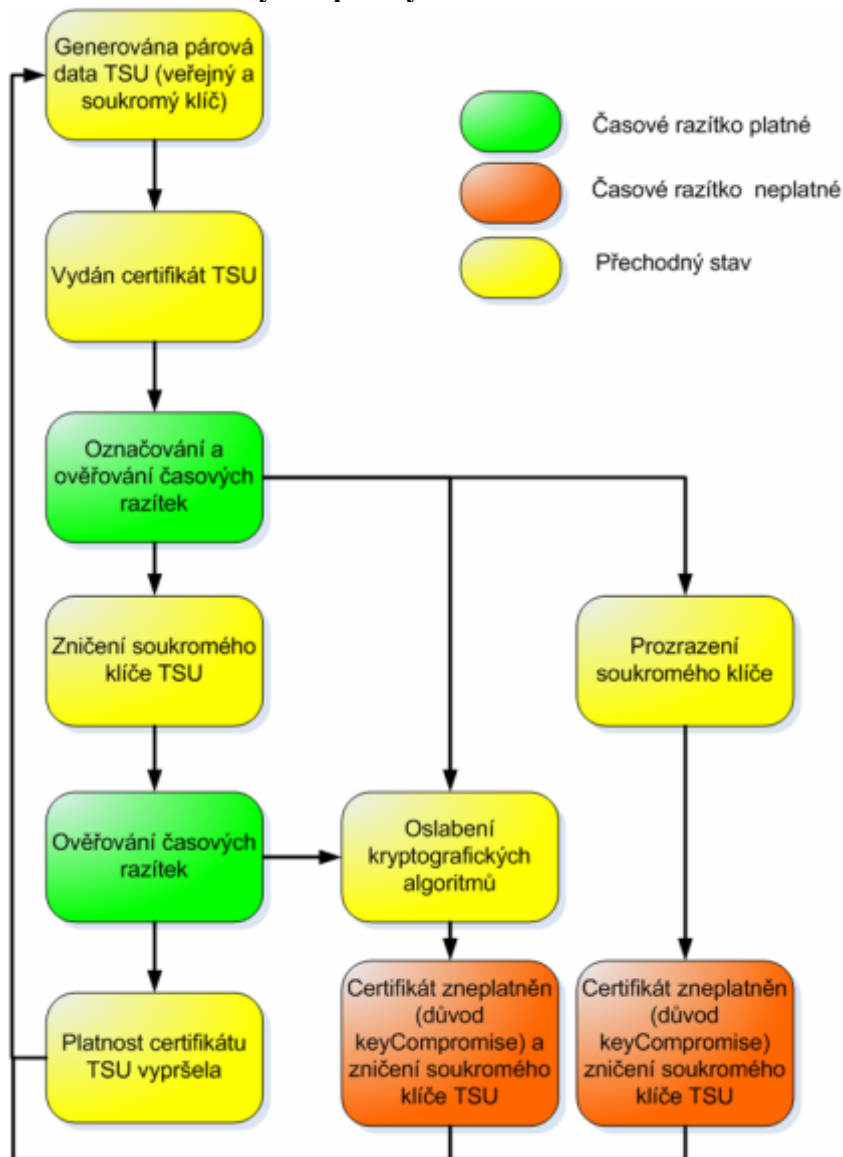 Generována párová
data TSU (veřejný a
soukromý klíč)
Časové razítko platné
Časové razítko neplatné
Přechodný stav
Vydán certifikát TSU
Označování a
ověřování časových
razítek
Zničení soukromého
klíče TSU
Prozrazení
soukromého klíče
Ověřování časových
razítek
Oslabení
kryptografických
algoritmů
Platnost certifikátu
TSU vypršela
Certifikát zneplatněn
(důvod
keyCompromise) a
zničení soukromého
klíče TSU
Certifikát zneplatněn
(důvod
keyCompromise)
zničení soukromého
klíče TSU